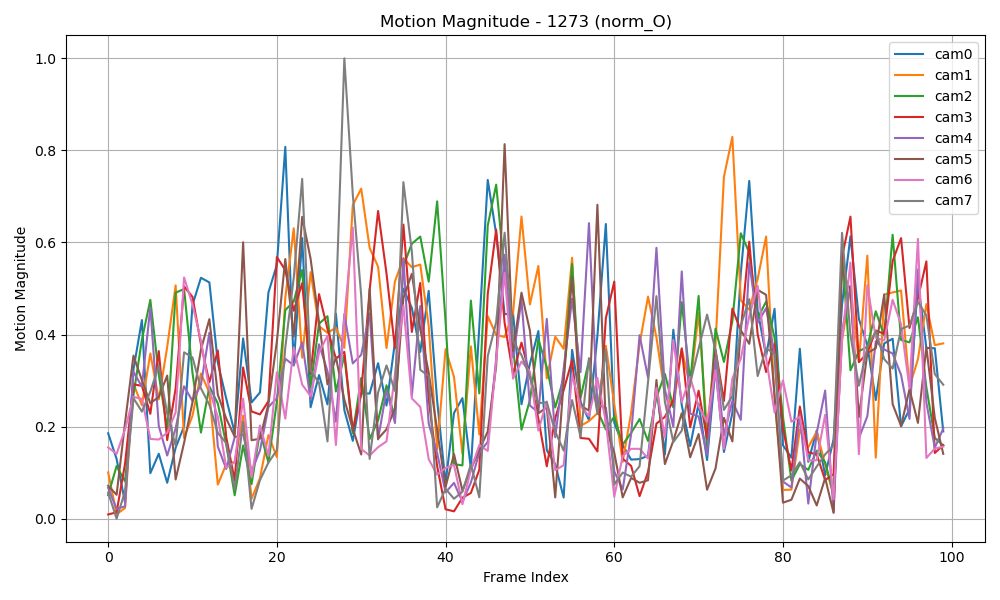 Motion Magnitude - 1273 (norm_O)
Motion Magnitude
1.0
0.8
0.6
0.4
0.2
0.0
cam0
cam1
cam2
cam3
cam4
cam5
cam6
cam7
0 20 40 60 80 100
Frame Index